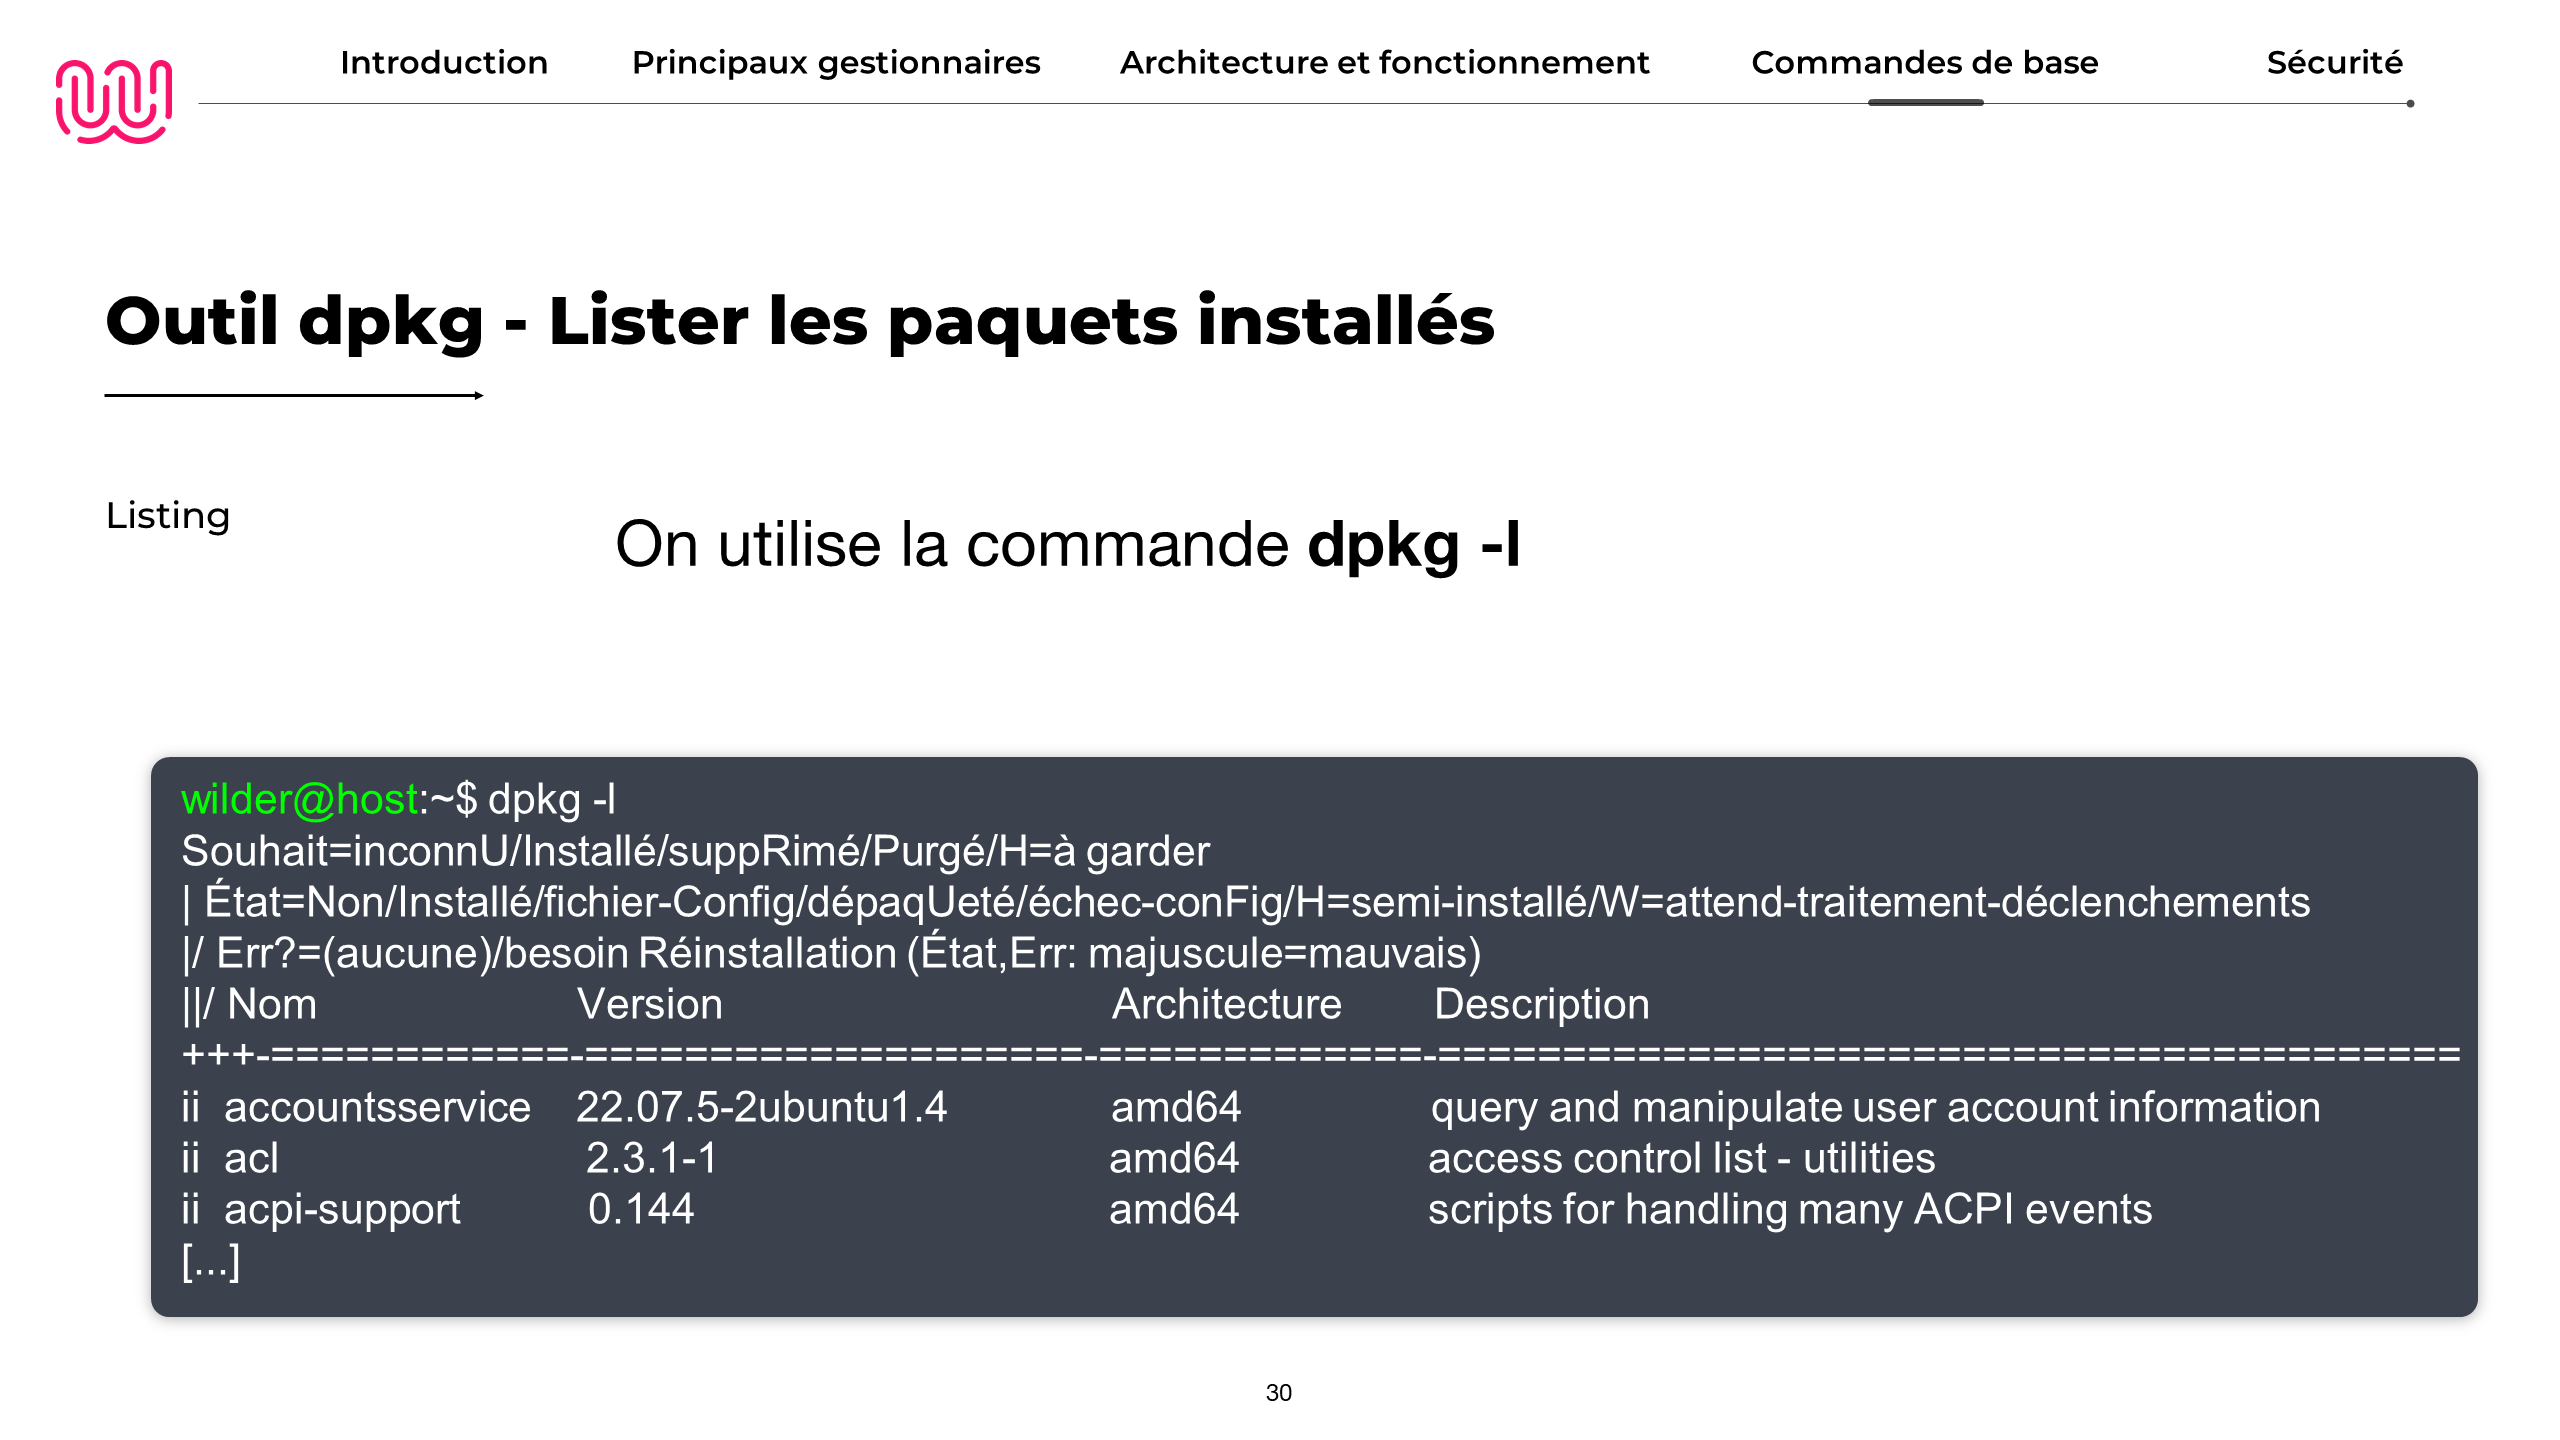 Introduction Principaux gestionnaires Architecture et fonctionnement Commandes de base Sécurité
Outil dpkg - Lister les paquets installés
Listing
On utilise la commande dpkg -l
wilder@host:~$ dpkg -l
Souhait=inconnU/Installé/suppRimé/Purgé/H=à garder
| État=Non/Installé/fichier-Config/dépaqUeté/échec-conFig/H=semi-installé/W=attend-traitement-déclenchements
|/ Err?=(aucune)/besoin Réinstallation (État,Err: majuscule=mauvais)
||/ Nom Version Architecture Description
+++-============-====================-=============-=========================================
ii accountsservice 22.07.5-2ubuntu1.4 amd64 query and manipulate user account information
ii acl 2.3.1-1 amd64 access control list - utilities
ii acpi-support 0.144 amd64 scripts for handling many ACPI events
[...]
30